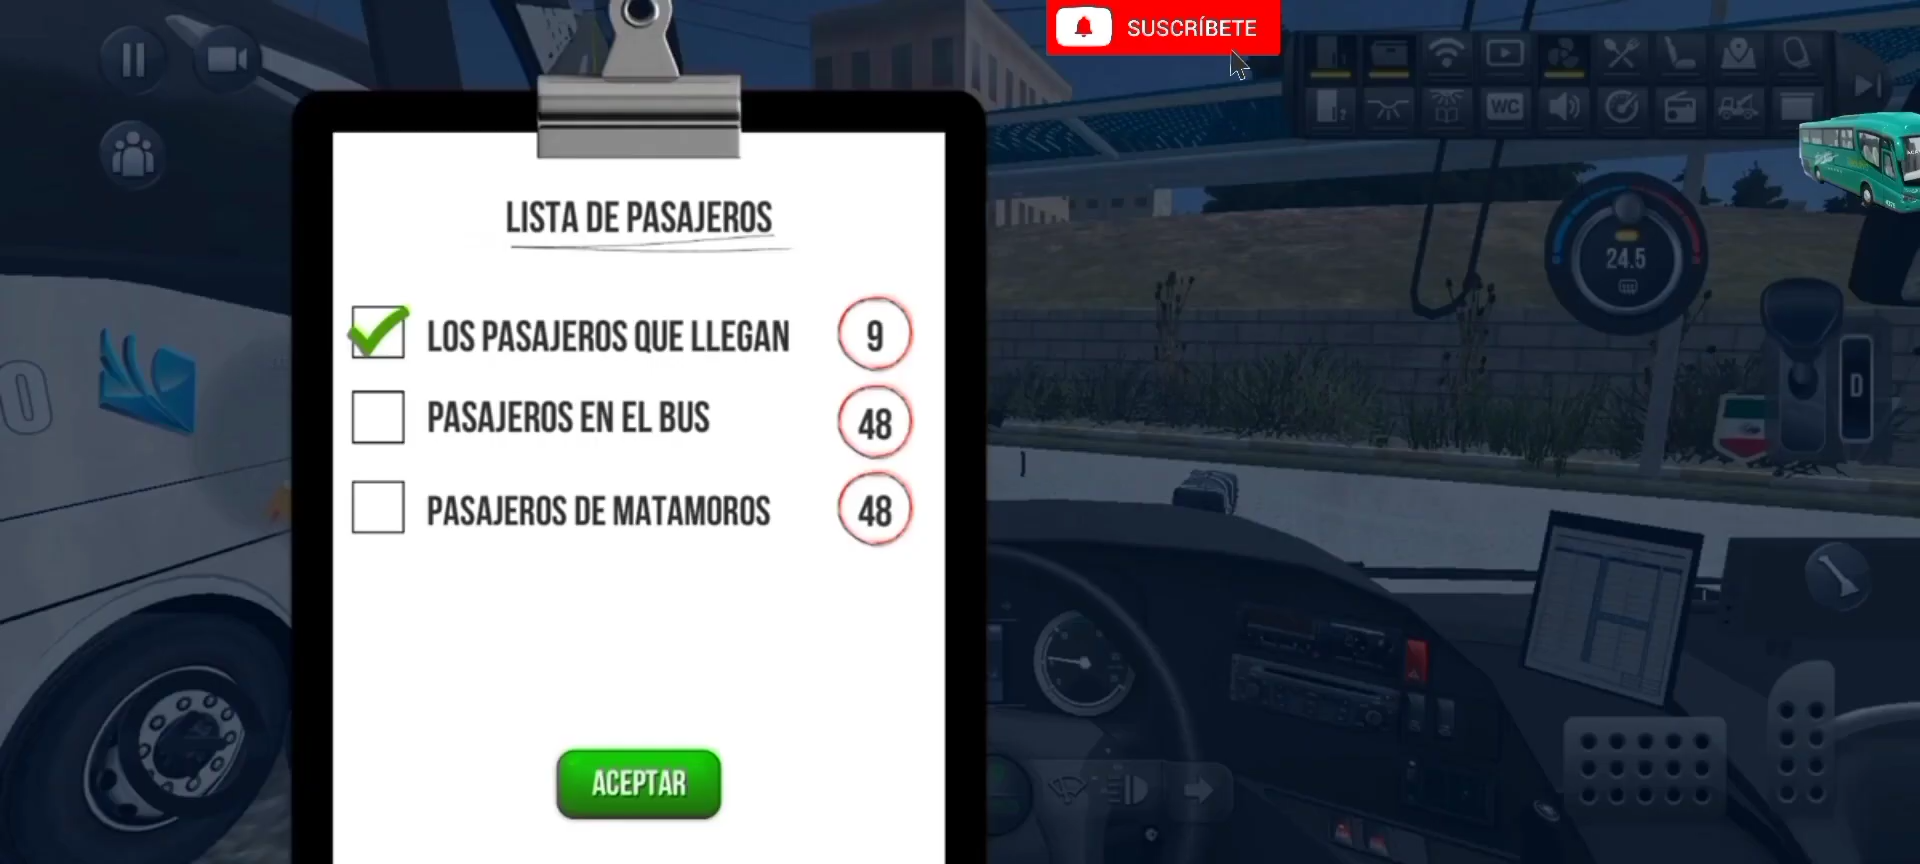 SUSCRÍBETE
WC
24.5
D
LISTA DE PASAJEROS
LOS PASAJEROS QUE LLEGAN 9
PASAJEROS EN EL BUS 48
PASAJEROS DE MATAMOROS 48
ACEPTAR